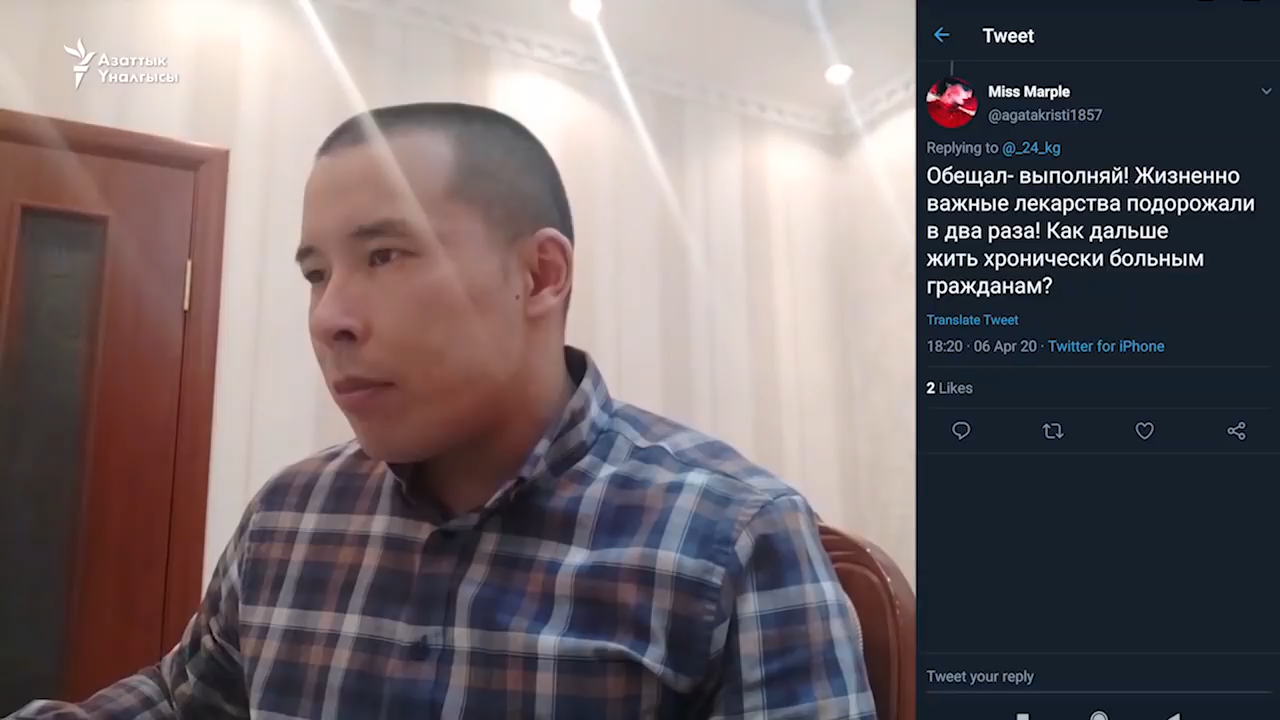 Азаттык
Үналгысы
Tweet
Miss Marple
@agatakristi1857
Replying to @_24_kg
Обещал- выполняй! Жизненно
важные лекарства подорожали
в два раза! Как дальше
жить хронически больным
гражданам?
Translate Tweet
18:20 · 06 Apr 20 · Twitter for iPhone
2 Likes
Tweet your reply